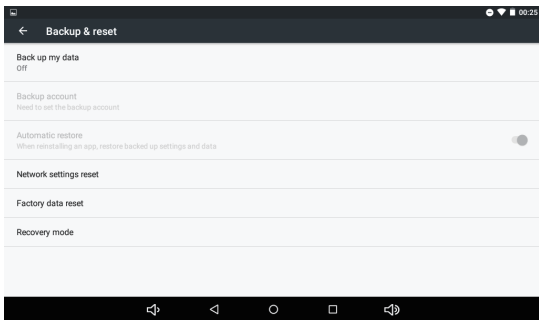 00:25
Backup & reset
Back up my data
Off
Backup account
Need to set the backup account
Automatic restore
When reinstalling an app, restore backed up settings and data
Network settings reset
Factory data reset
Recovery mode